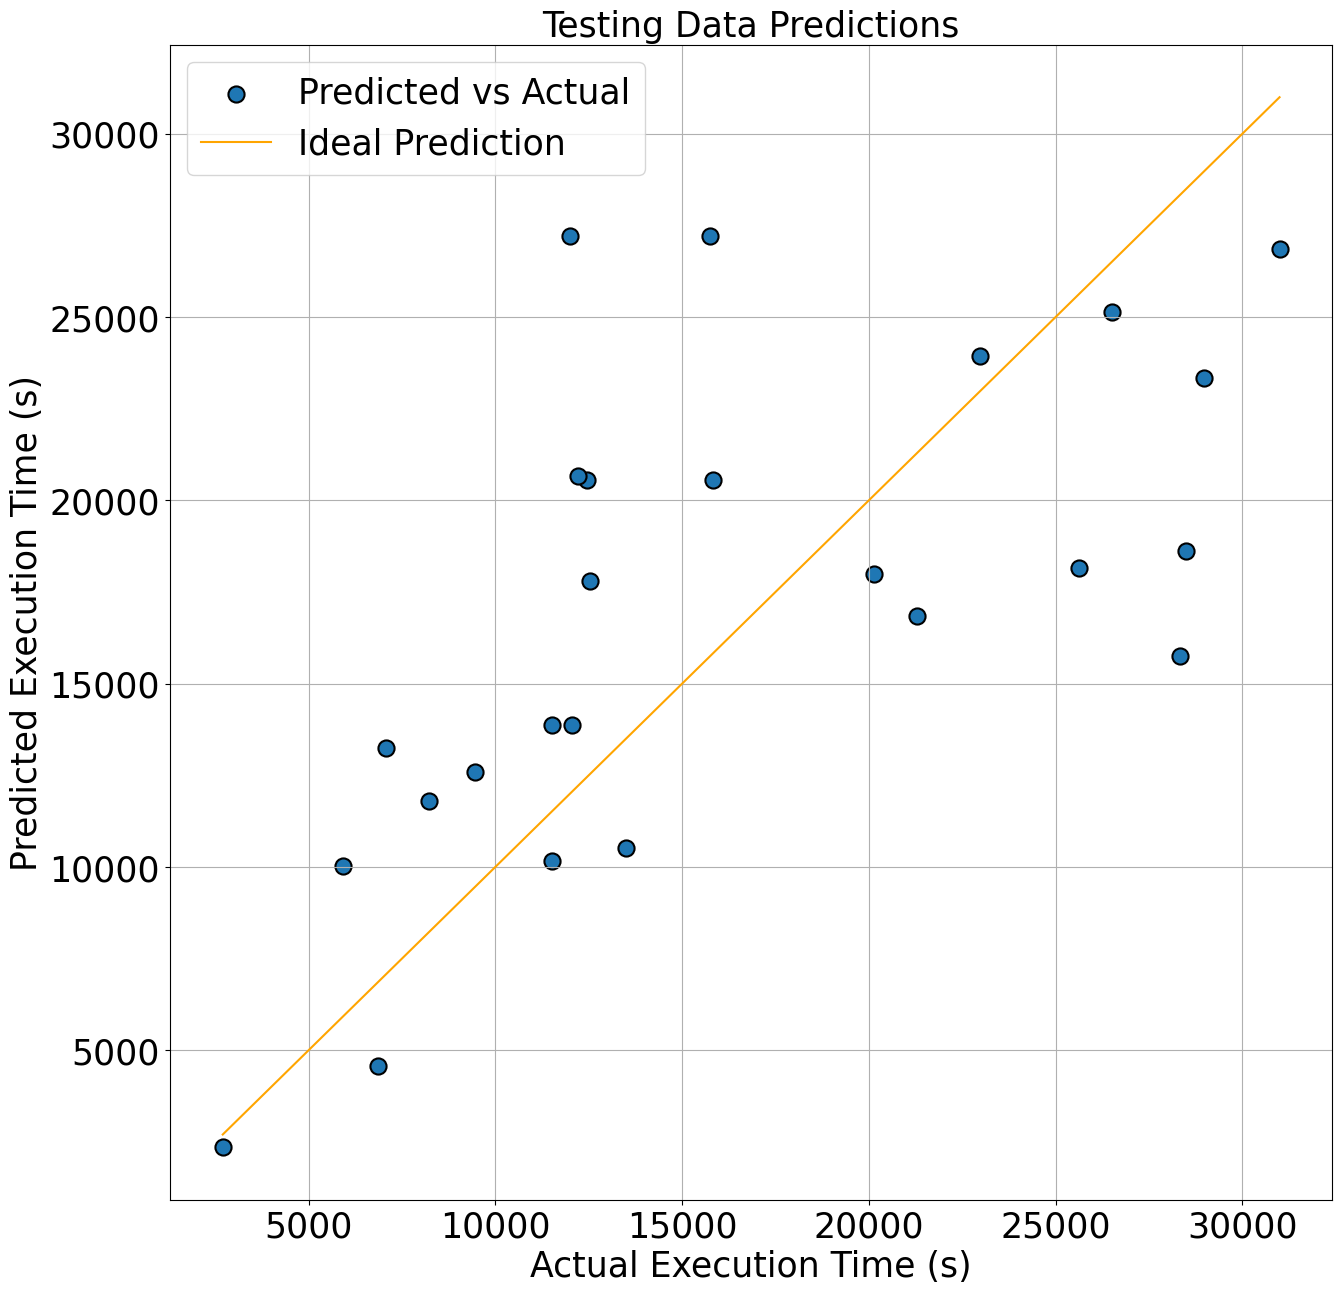 Testing Data Predictions
Predicted vs Actual
Ideal Prediction
30000
25000
20000
15000
10000
5000
Predicted Execution Time (s)
5000 10000 15000 20000 25000 30000
Actual Execution Time (s)